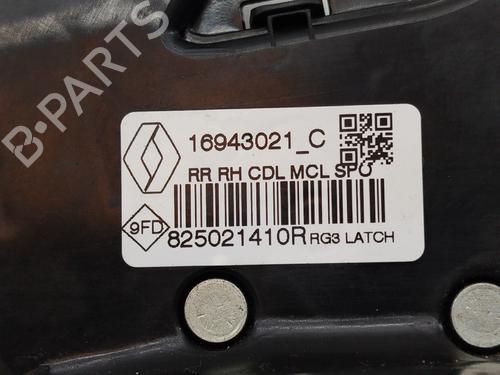 B-PARTS
16943021_C
RR RH CDL MCL SPO
9FD
825021410R RG3 LATCH